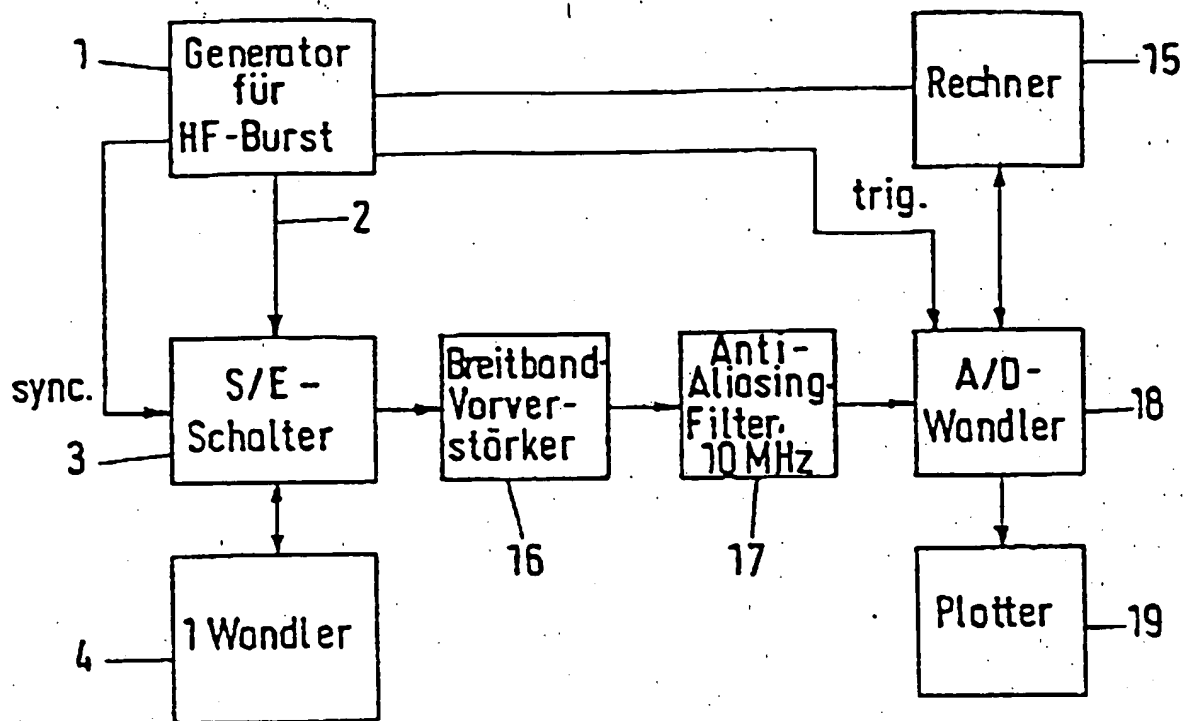 1
Generator
für
HF-Burst
Rechner
15
2
trig.
sync.
S/E-
Schalter
3
Breitband-
Vorver-
stärker
16
Anti-
Aliasing-
Filter.
10 MHz
17
A/D-
Wandler
18
1 Wandler
4
Plotter
19